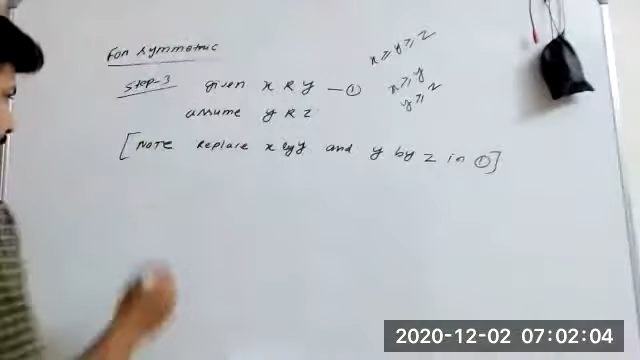 For symmetric
x ≥ y ≥ z
Step-3 given x R y — ①
x ≥ y
y ≥ z
assume y R z
[Note Replace x by y and y by z in ①]
2020-12-02 07:02:04